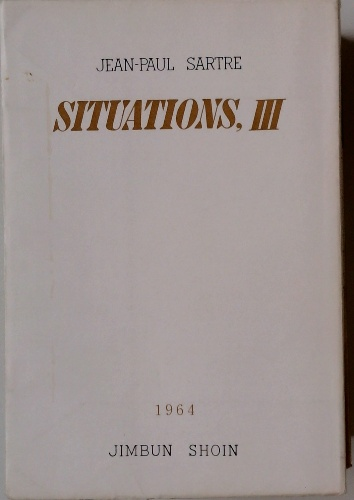 JEAN-PAUL SARTRE
SITUATIONS, III
1964
JIMBUN SHOIN